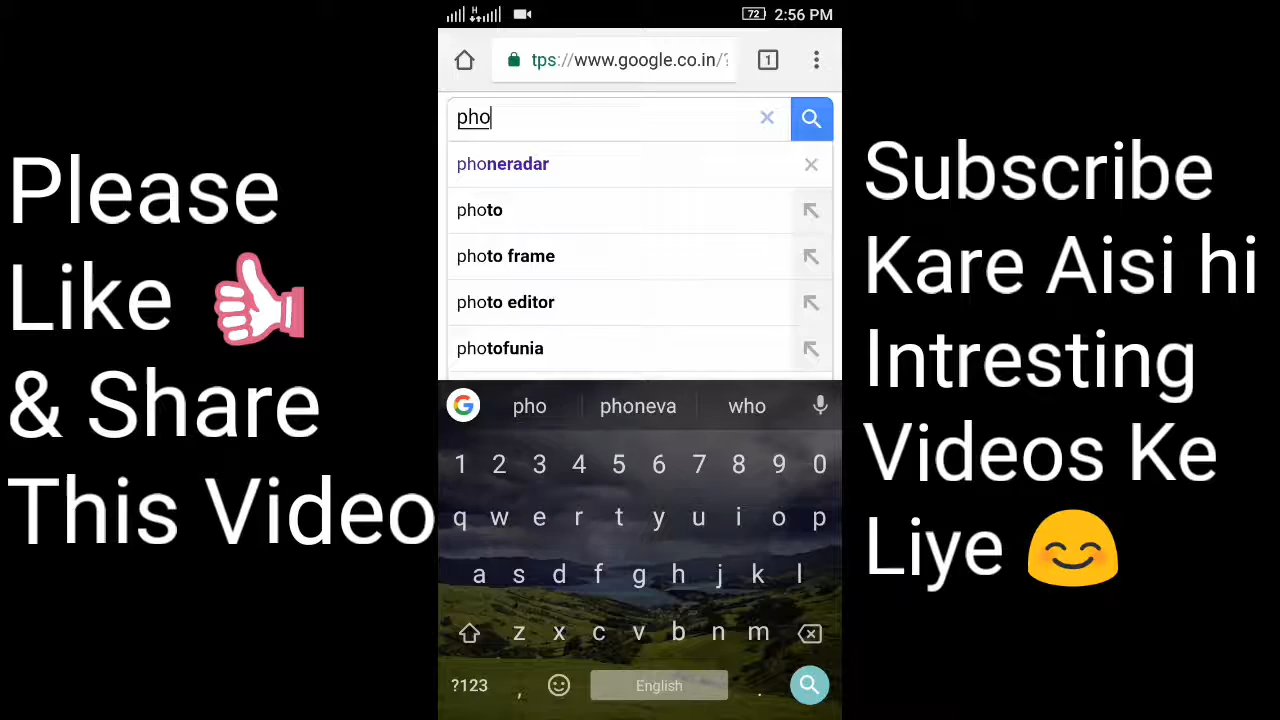 Please
Like 👍
& Share
This Video
H 72 2:56 PM
tps://www.google.co.in/?
1
pho
phoneradar
photo
photo frame
photo editor
photofunia
G pho phoneva who
1 2 3 4 5 6 7 8 9 0
q w e r t y u i o p
a s d f g h j k l
z x c v b n m
?123 , English .
Subscribe
Kare Aisi hi
Intresting
Videos Ke
Liye 😊